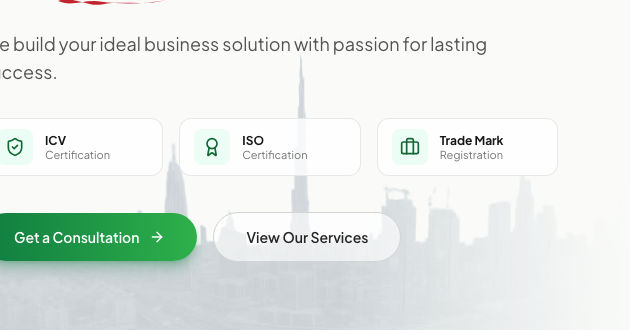 e build your ideal business solution with passion for lasting
uccess.
ICV
Certification
ISO
Certification
Trade Mark
Registration
Get a Consultation
View Our Services